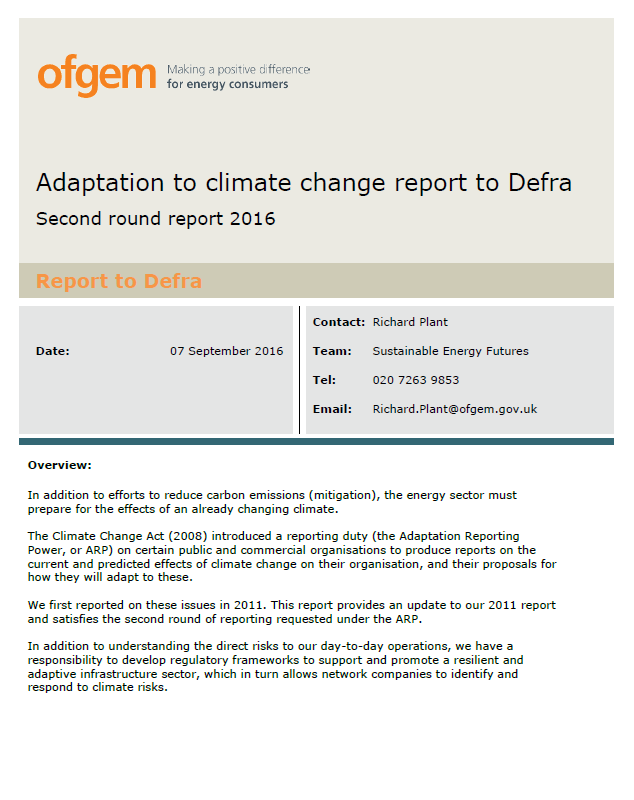 ofgem
Making a positive difference
for energy consumers
Adaptation to climate change report to Defra
Second round report 2016
Report to Defra
Date: 07 September 2016
Contact: Richard Plant
Team: Sustainable Energy Futures
Tel: 020 7263 9853
Email: Richard.Plant@ofgem.gov.uk
Overview:
In addition to efforts to reduce carbon emissions (mitigation), the energy sector must
prepare for the effects of an already changing climate.
The Climate Change Act (2008) introduced a reporting duty (the Adaptation Reporting
Power, or ARP) on certain public and commercial organisations to produce reports on the
current and predicted effects of climate change on their organisation, and their proposals for
how they will adapt to these.
We first reported on these issues in 2011. This report provides an update to our 2011 report
and satisfies the second round of reporting requested under the ARP.
In addition to understanding the direct risks to our day-to-day operations, we have a
responsibility to develop regulatory frameworks to support and promote a resilient and
adaptive infrastructure sector, which in turn allows network companies to identify and
respond to climate risks.